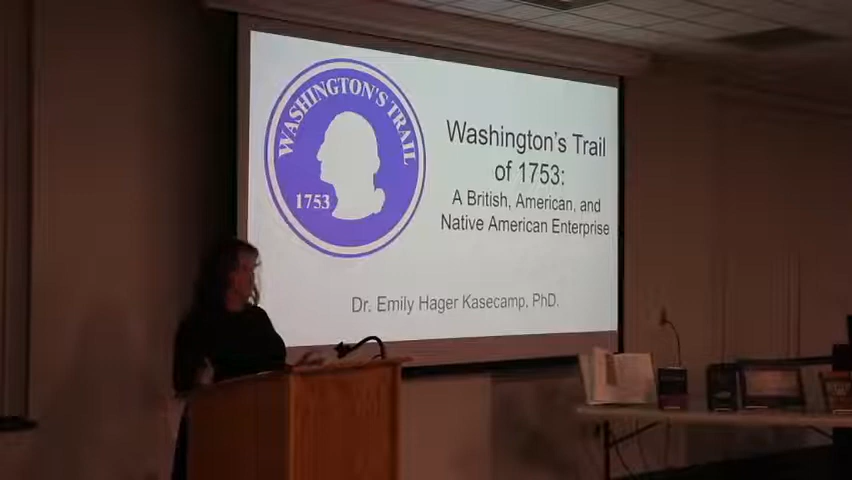 WASHINGTON'S TRAIL
1753
Washington's Trail
of 1753:
A British, American, and
Native American Enterprise
Dr. Emily Hager Kasecamp, PhD.